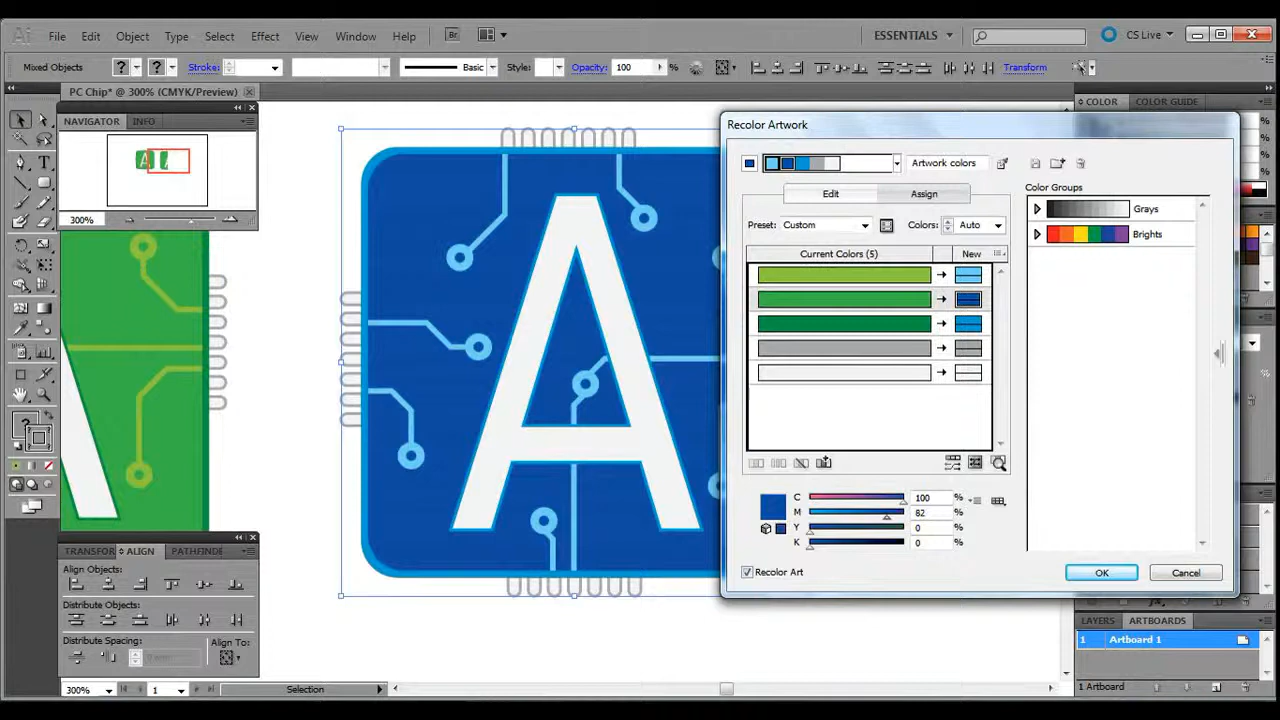 Ai File Edit Object Type Select Effect View Window Help Br ESSENTIALS CS Live
Mixed Objects ? ? Stroke: Basic Style: Opacity: 100 % Transform
PC Chip* @ 300% (CMYK/Preview)
COLOR COLOR GUIDE
NAVIGATOR INFO
300%
A
Recolor Artwork
Artwork colors
Edit Assign
Preset: Custom Colors: Auto
Current Colors (5) New
Color Groups
Grays
Brights
C 100 %
M 82 %
Y 0 %
K 0 %
Recolor Art
OK Cancel
%
%
%
%
?
TRANSFOR ALIGN PATHFINDE
Align Objects:
Distribute Objects:
Distribute Spacing: Align To:
LAYERS ARTBOARDS
1 Artboard 1
1 Artboard
300% 1 Selection